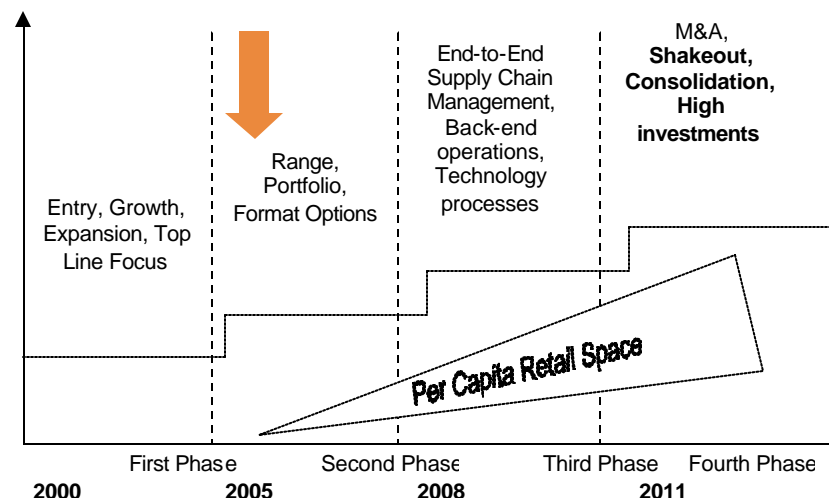 Entry, Growth,
Expansion, Top
Line Focus
Range,
Portfolio,
Format Options
End-to-End
Supply Chain
Management,
Back-end
operations,
Technology
processes
M&A,
Shakeout,
Consolidation,
High
investments
Per Capita Retail Space
First Phase
Second Phase
Third Phase
Fourth Phase
2000
2005
2008
2011